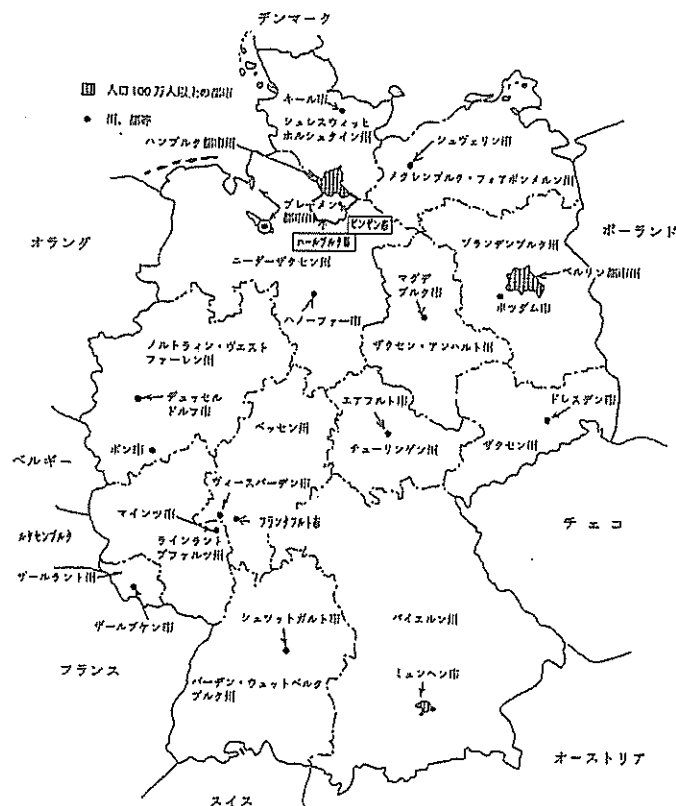 デンマーク
人口100万人以上の都市
州、都等
キール市
シュレスウィッヒ
ホルシュタイン州
ハンブルク都市州
シュヴェリン市
メクレンブルク・フォアポンメルン州
ブレーメン
都市州
ビンゼン市
ハールブルク郡
ニーダーザクセン州
オランダ
ブランデンブルク州
ポーランド
ベルリン都市州
ポツダム市
マグデ
ブルク市
ハノーファー市
ザクセン・アンハルト州
ノルトライン・ヴェスト
ファーレン州
デュッセル
ドルフ市
エアフルト市
ドレスデン市
ヘッセン州
チューリンゲン州
ザクセン州
ボン市
ベルギー
ヴィースバーデン市
マインツ市
フランクフルト市
ラインラント
プファルツ州
ルクセンブルク
チェコ
ザールラント州
ザールブケン市
シュツットガルト市
バイエルン州
フランス
バーデン・ウュットベルク
ブルク州
ミュンヘン市
オーストリア
スイス